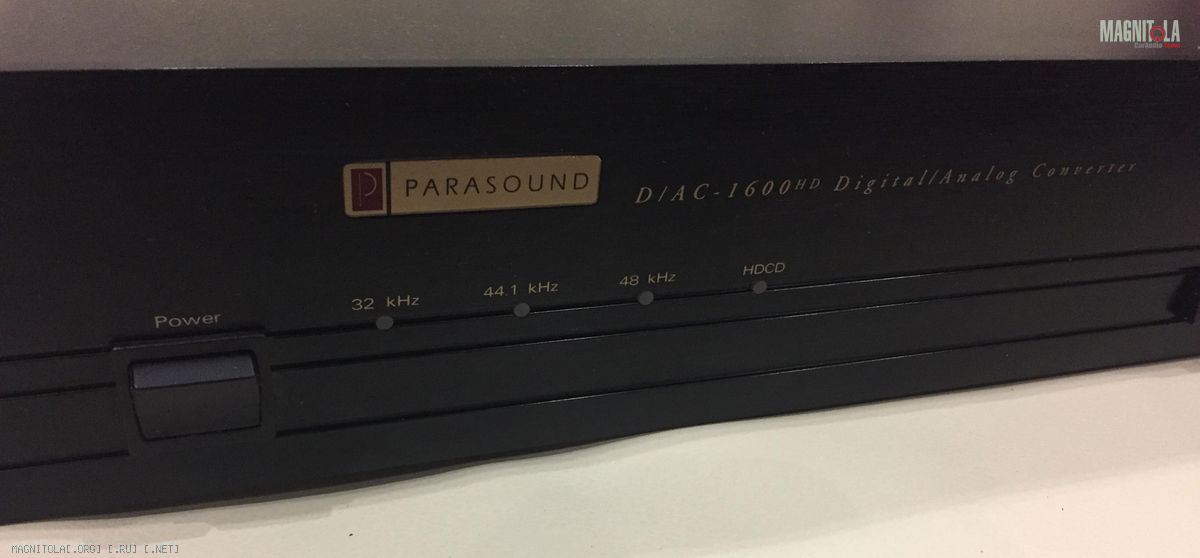 MAGNITOLA
CarAudio Team
P PARASOUND
D/AC-1600HD Digital/Analog Converter
32 kHz
44.1 kHz
48 kHz
HDCD
Power
MAGNITOLA[.ORG] [.RU] [.NET]